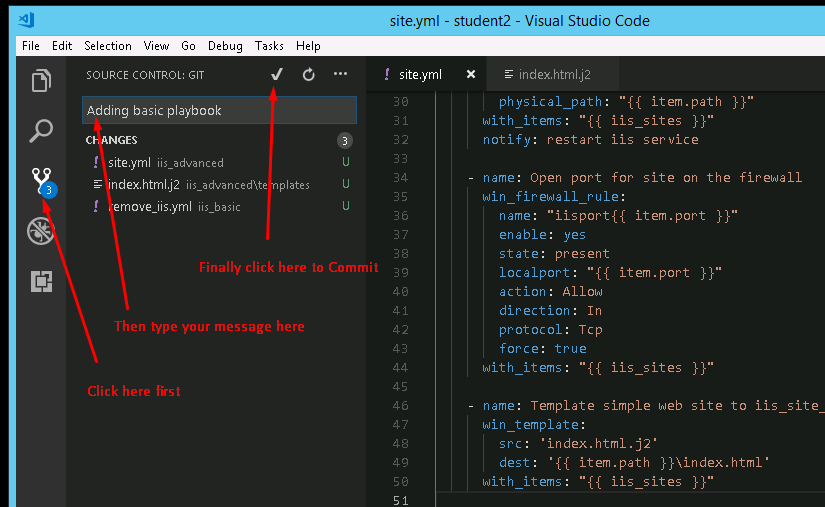 site.yml - student2 - Visual Studio Code
File Edit Selection View Go Debug Tasks Help
SOURCE CONTROL: GIT
Adding basic playbook
CHANGES 3
! site.yml iis_advanced U
index.html.j2 iis_advanced\templates U
! remove_iis.yml iis_basic U
3
Finally click here to Commit
Then type your message here
Click here first
! site.yml × index.html.j2
30 physical_path: "{{ item.path }}"
31 with_items: "{{ iis_sites }}"
32 notify: restart iis service
33
34 - name: Open port for site on the firewall
35 win_firewall_rule:
36 name: "iisport{{ item.port }}"
37 enable: yes
38 state: present
39 localport: "{{ item.port }}"
40 action: Allow
41 direction: In
42 protocol: Tcp
43 force: true
44 with_items: "{{ iis_sites }}"
45
46 - name: Template simple web site to iis_site_
47 win_template:
48 src: 'index.html.j2'
49 dest: '{{ item.path }}\index.html'
50 with_items: "{{ iis_sites }}"
51